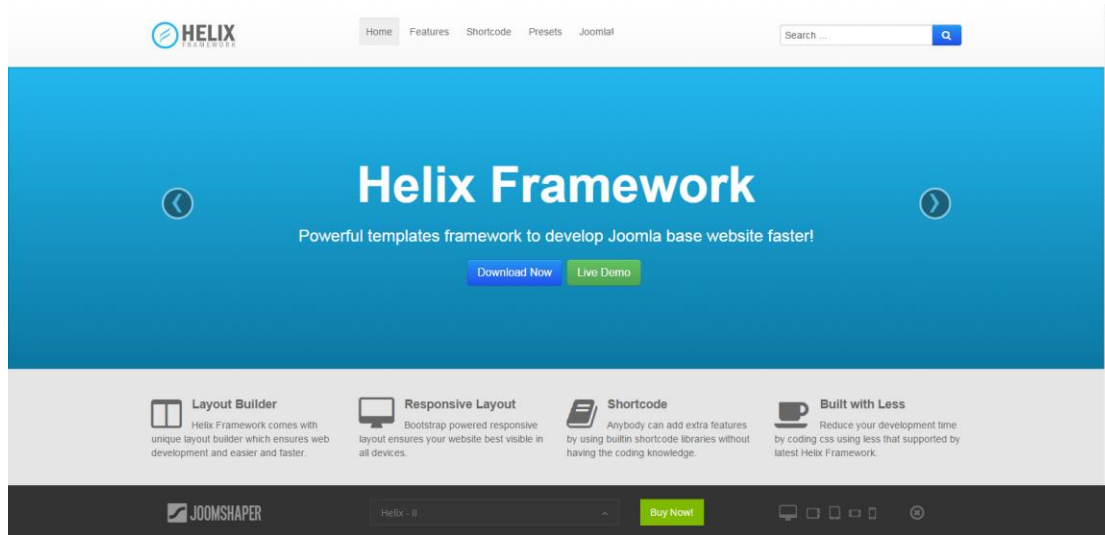 HELIX
FRAMEWORK
Home Features Shortcode Presets Joomla!
Search ...
Helix Framework
Powerful templates framework to develop Joomla base website faster!
Download Now Live Demo
Layout Builder
Helix Framework comes with
unique layout builder which ensures web
development and easier and faster.
Responsive Layout
Bootstrap powered responsive
layout ensures your website best visible in
all devices.
Shortcode
Anybody can add extra features
by using builtin shortcode libraries without
having the coding knowledge.
Built with Less
Reduce your development time
by coding css using less that supported by
latest Helix Framework.
JOOMSHAPER
Helix - II
Buy Now!